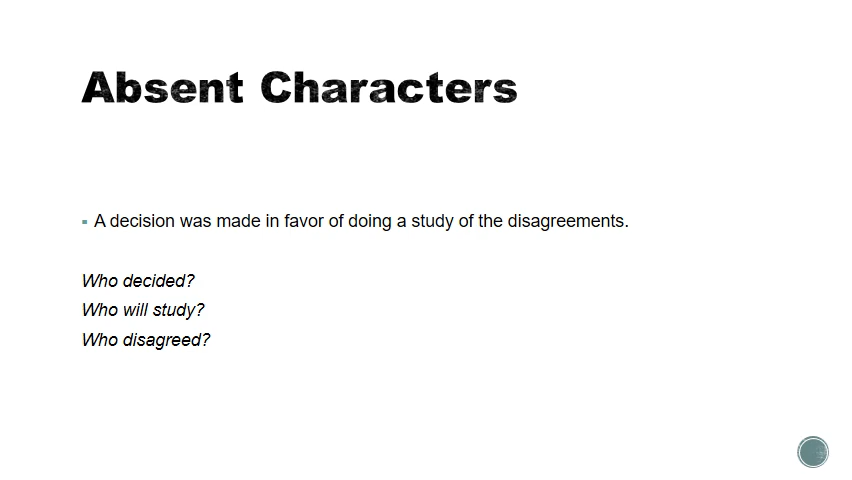 Absent Characters
A decision was made in favor of doing a study of the disagreements.
Who decided?
Who will study?
Who disagreed?